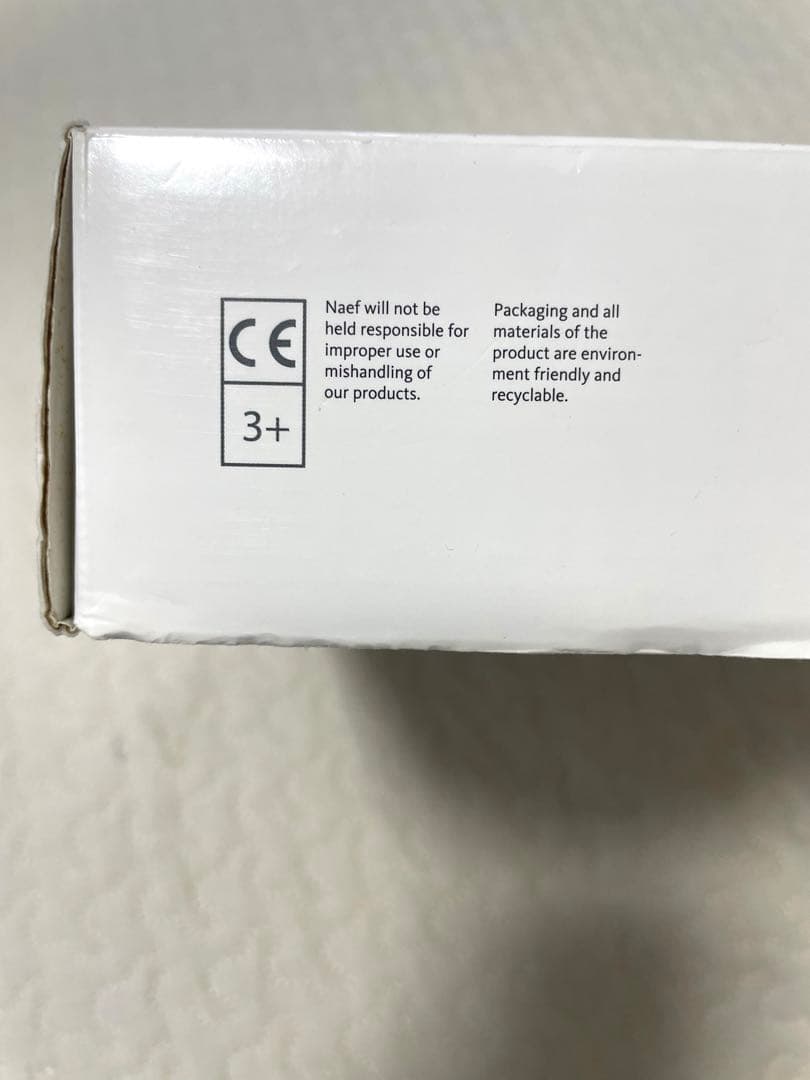 CE
3+
Naef will not be
held responsible for
improper use or
mishandling of
our products.
Packaging and all
materials of the
product are environ-
ment friendly and
recyclable.